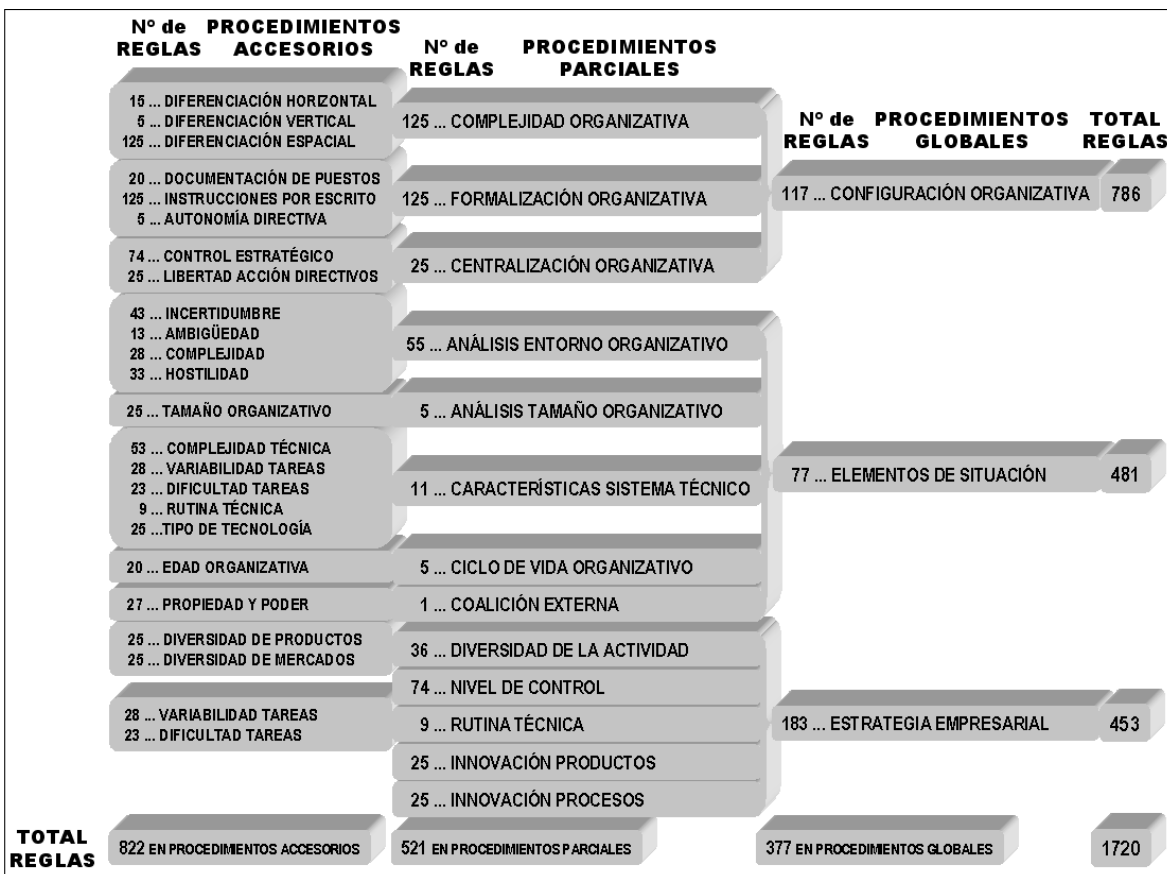 Nº de PROCEDIMIENTOS
REGLAS ACCESORIOS
15 ... DIFERENCIACIÓN HORIZONTAL
5 ... DIFERENCIACIÓN VERTICAL
125 ... DIFERENCIACIÓN ESPACIAL
20 ... DOCUMENTACIÓN DE PUESTOS
125 ... INSTRUCCIONES POR ESCRITO
5 ... AUTONOMÍA DIRECTIVA
74 ... CONTROL ESTRATÉGICO
25 ... LIBERTAD ACCIÓN DIRECTIVOS
43 ... INCERTIDUMBRE
13 ... AMBIGÜEDAD
28 ... COMPLEJIDAD
33 ... HOSTILIDAD
25 ... TAMAÑO ORGANIZATIVO
53 ... COMPLEJIDAD TÉCNICA
28 ... VARIABILIDAD TAREAS
23 ... DIFICULTAD TAREAS
9 ... RUTINA TÉCNICA
25 ...TIPO DE TECNOLOGÍA
20 ... EDAD ORGANIZATIVA
27 ... PROPIEDAD Y PODER
25 ... DIVERSIDAD DE PRODUCTOS
25 ... DIVERSIDAD DE MERCADOS
28 ... VARIABILIDAD TAREAS
23 ... DIFICULTAD TAREAS
Nº de PROCEDIMIENTOS
REGLAS PARCIALES
125 ... COMPLEJIDAD ORGANIZATIVA
125 ... FORMALIZACIÓN ORGANIZATIVA
25 ... CENTRALIZACIÓN ORGANIZATIVA
55 ... ANÁLISIS ENTORNO ORGANIZATIVO
5 ... ANÁLISIS TAMAÑO ORGANIZATIVO
11 ... CARACTERÍSTICAS SISTEMA TÉCNICO
5 ... CICLO DE VIDA ORGANIZATIVO
1 ... COALICIÓN EXTERNA
36 ... DIVERSIDAD DE LA ACTIVIDAD
74 ... NIVEL DE CONTROL
9 ... RUTINA TÉCNICA
25 ... INNOVACIÓN PRODUCTOS
25 ... INNOVACIÓN PROCESOS
Nº de PROCEDIMIENTOS TOTAL
REGLAS GLOBALES REGLAS
117 ... CONFIGURACIÓN ORGANIZATIVA 786
77 ... ELEMENTOS DE SITUACIÓN 481
183 ... ESTRATEGIA EMPRESARIAL 453
TOTAL
REGLAS
822 EN PROCEDIMIENTOS ACCESORIOS
521 EN PROCEDIMIENTOS PARCIALES
377 EN PROCEDIMIENTOS GLOBALES
1720